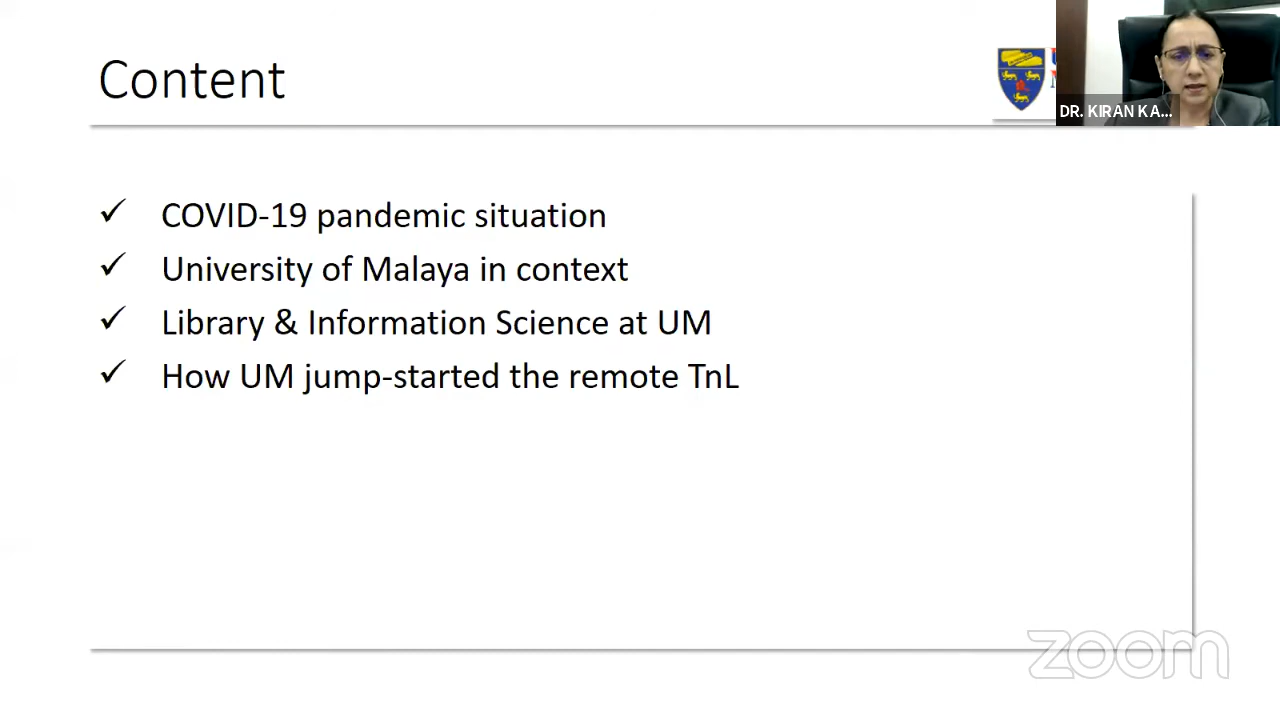 Content
DR. KIRAN KA...
COVID-19 pandemic situation
University of Malaya in context
Library & Information Science at UM
How UM jump-started the remote TnL
zoom